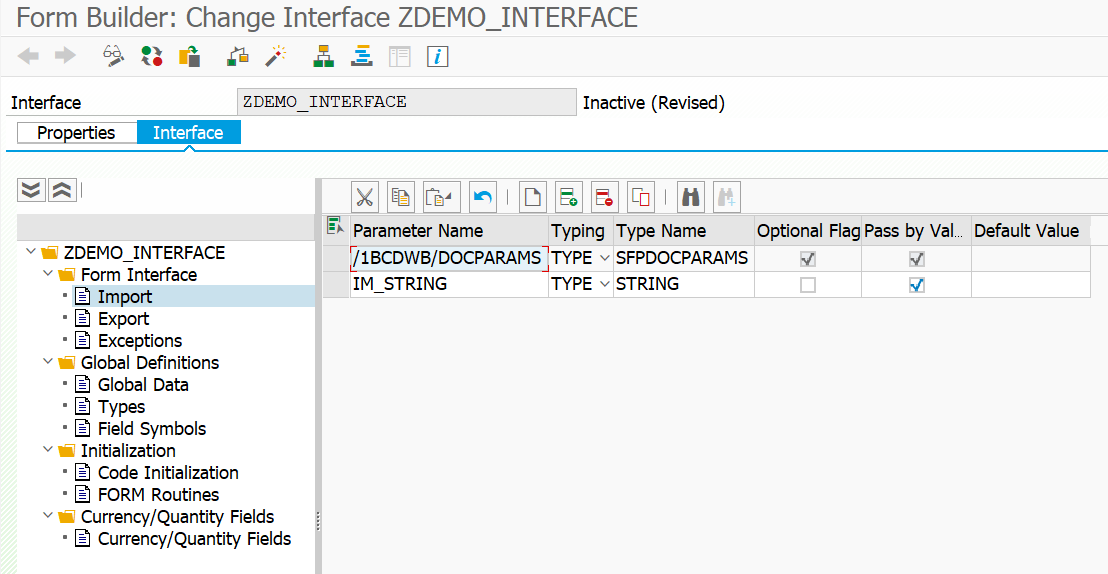 Form Builder: Change Interface ZDEMO_INTERFACE
Interface ZDEMO_INTERFACE Inactive (Revised)
Properties Interface
Parameter Name Typing Type Name Optional Flag Pass by Val... Default Value
/1BCDWB/DOCPARAMS TYPE SFPDOCPARAMS
IM_STRING TYPE STRING
ZDEMO_INTERFACE
Form Interface
Import
Export
Exceptions
Global Definitions
Global Data
Types
Field Symbols
Initialization
Code Initialization
FORM Routines
Currency/Quantity Fields
Currency/Quantity Fields